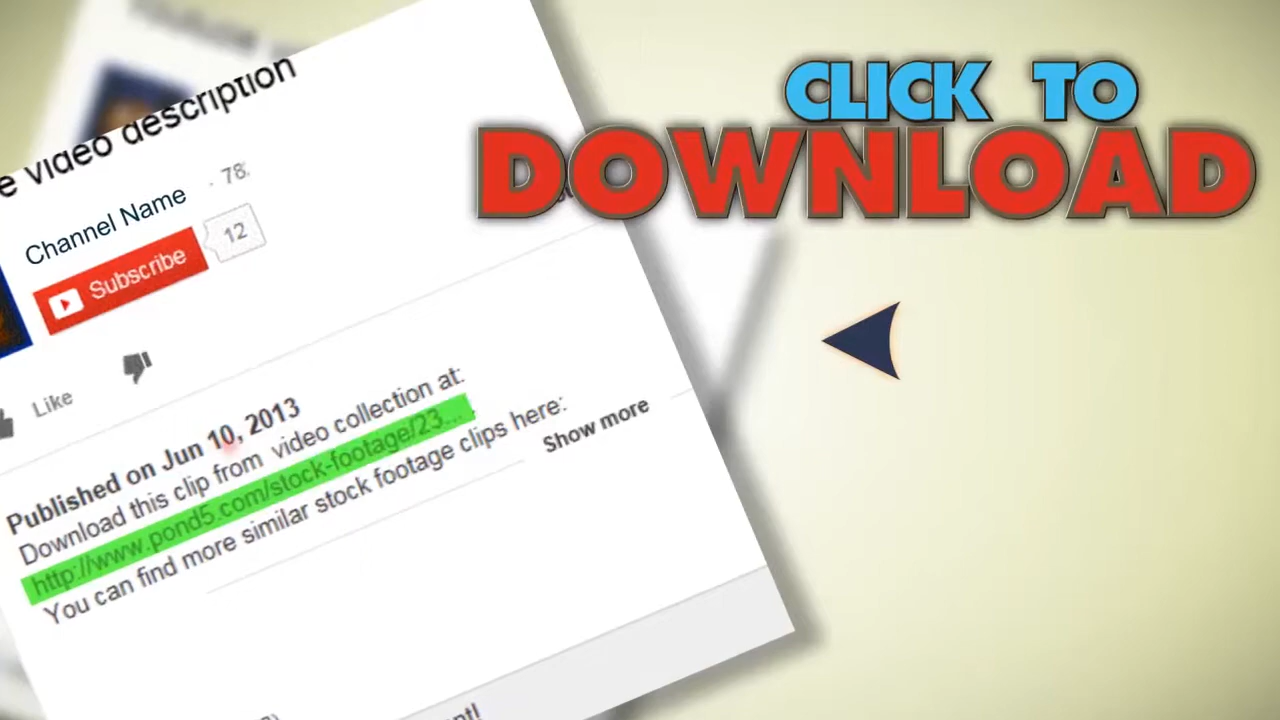 CLICK TO
DOWNLOAD
e video description
Channel Name
78
Subscribe
12
Like
Published on Jun 10, 2013
Download this clip from video collection at:
http://www.pond5.com/stock-footage/23...
You can find more similar stock footage clips here:
Show more